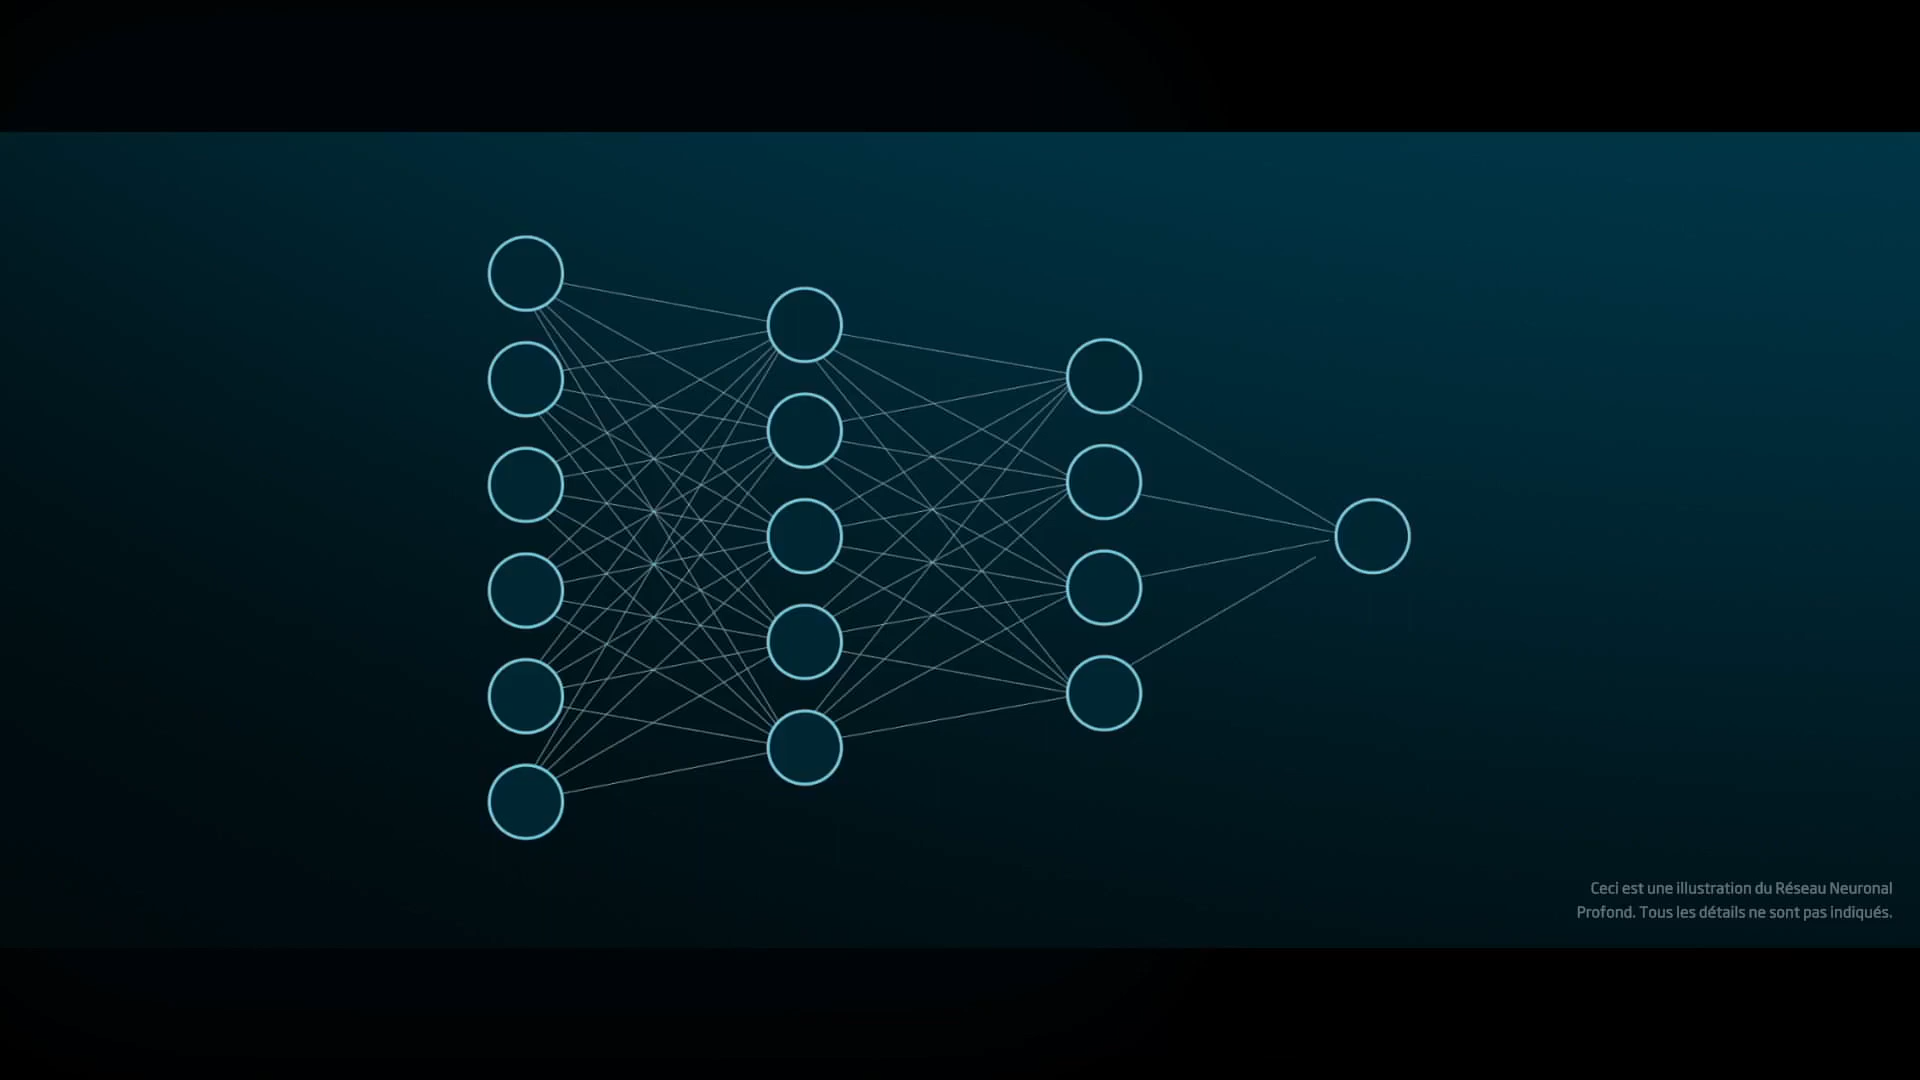 Ceci est une illustration du Réseau Neuronal
Profond. Tous les détails ne sont pas indiqués.